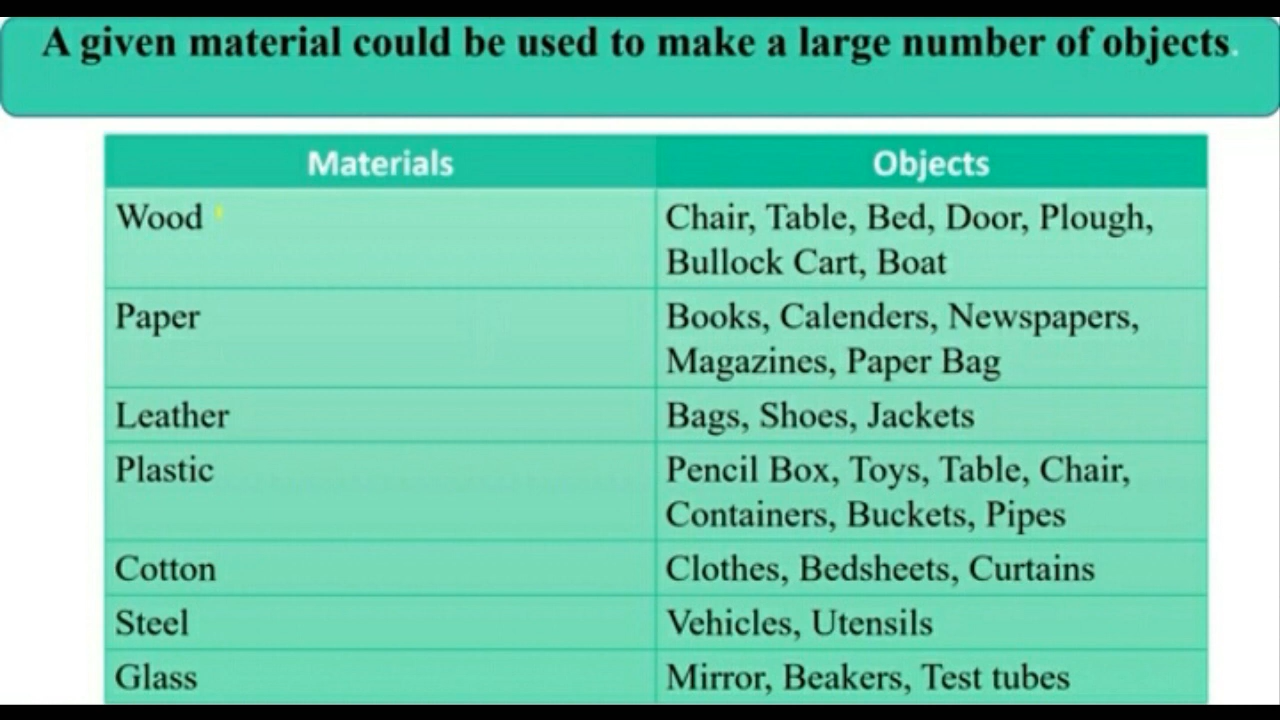 A given material could be used to make a large number of objects.
Materials Objects
Wood Chair, Table, Bed, Door, Plough,
Bullock Cart, Boat
Paper Books, Calenders, Newspapers,
Magazines, Paper Bag
Leather Bags, Shoes, Jackets
Plastic Pencil Box, Toys, Table, Chair,
Containers, Buckets, Pipes
Cotton Clothes, Bedsheets, Curtains
Steel Vehicles, Utensils
Glass Mirror, Beakers, Test tubes